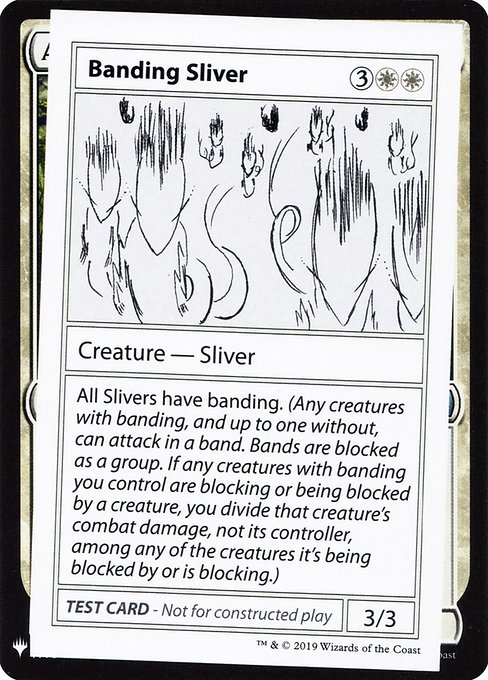 A
Banding Sliver
3
Creature — Sliver
All Slivers have banding. (Any creatures
with banding, and up to one without,
can attack in a band. Bands are blocked
as a group. If any creatures with banding
you control are blocking or being blocked
by a creature, you divide that creature's
combat damage, not its controller,
among any of the creatures it's being
blocked by or is blocking.)
TEST CARD - Not for constructed play
3/3
™ & © 2019 Wizards of the Coast
oast